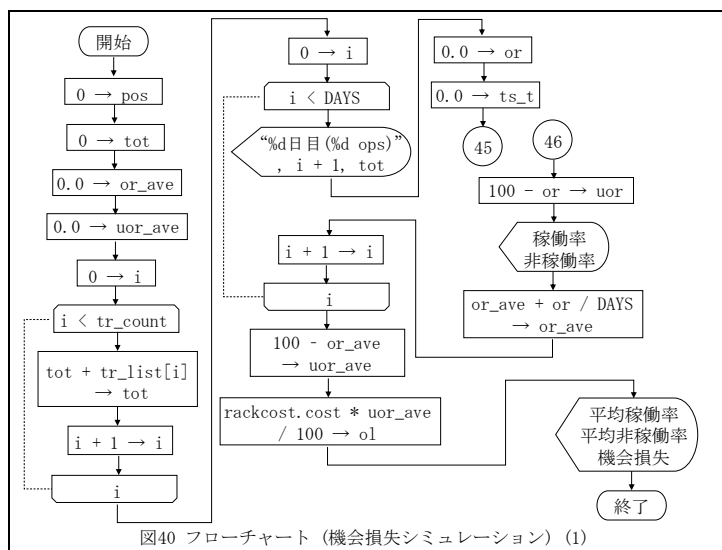 開始
0 → pos
0 → tot
0.0 → or_ave
0.0 → uor_ave
0 → i
i < tr_count
tot + tr_list[i]
→ tot
i + 1 → i
i
0 → i
i < DAYS
“%d日目(%d ops)”
, i + 1, tot
0.0 → or
0.0 → ts_t
45
46
100 - or → uor
稼働率
非稼働率
or_ave + or / DAYS
→ or_ave
i + 1 → i
i
100 - or_ave
→ uor_ave
rackcost.cost * uor_ave
/ 100 → ol
平均稼働率
平均非稼働率
機会損失
終了
図40 フローチャート (機会損失シミュレーション) (1)